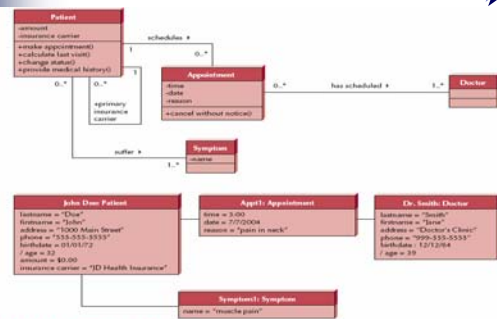 Patient
-amount
-insurance carrier
+make appointment()
+calculate last visit()
+change status()
+provide medical history()
schedules
1
0..*
1
0..*
0..*
+primary
insurance
carrier
Appointment
-time
-date
-reason
+cancel without notice()
0..*
has scheduled
1..*
Doctor
suffer
1..*
Symptom
-name
John Doe: Patient
lastname = "Doe"
firstname = "John"
address = "1000 Main Street"
phone = "555-555-5555"
birthdate = 01/01/72
/ age = 32
amount = $0.00
insurance carrier = "JD Health Insurance"
Appt1: Appointment
time = 3:00
date = 7/7/2004
reason = "pain in neck"
Dr. Smith: Doctor
lastname = "Smith"
firstname = "Jane"
address = "Doctor's Clinic"
phone = "999-555-5555"
birthdate : 12/12/64
/ age = 39
Symptom1: Symptom
name = "muscle pain"